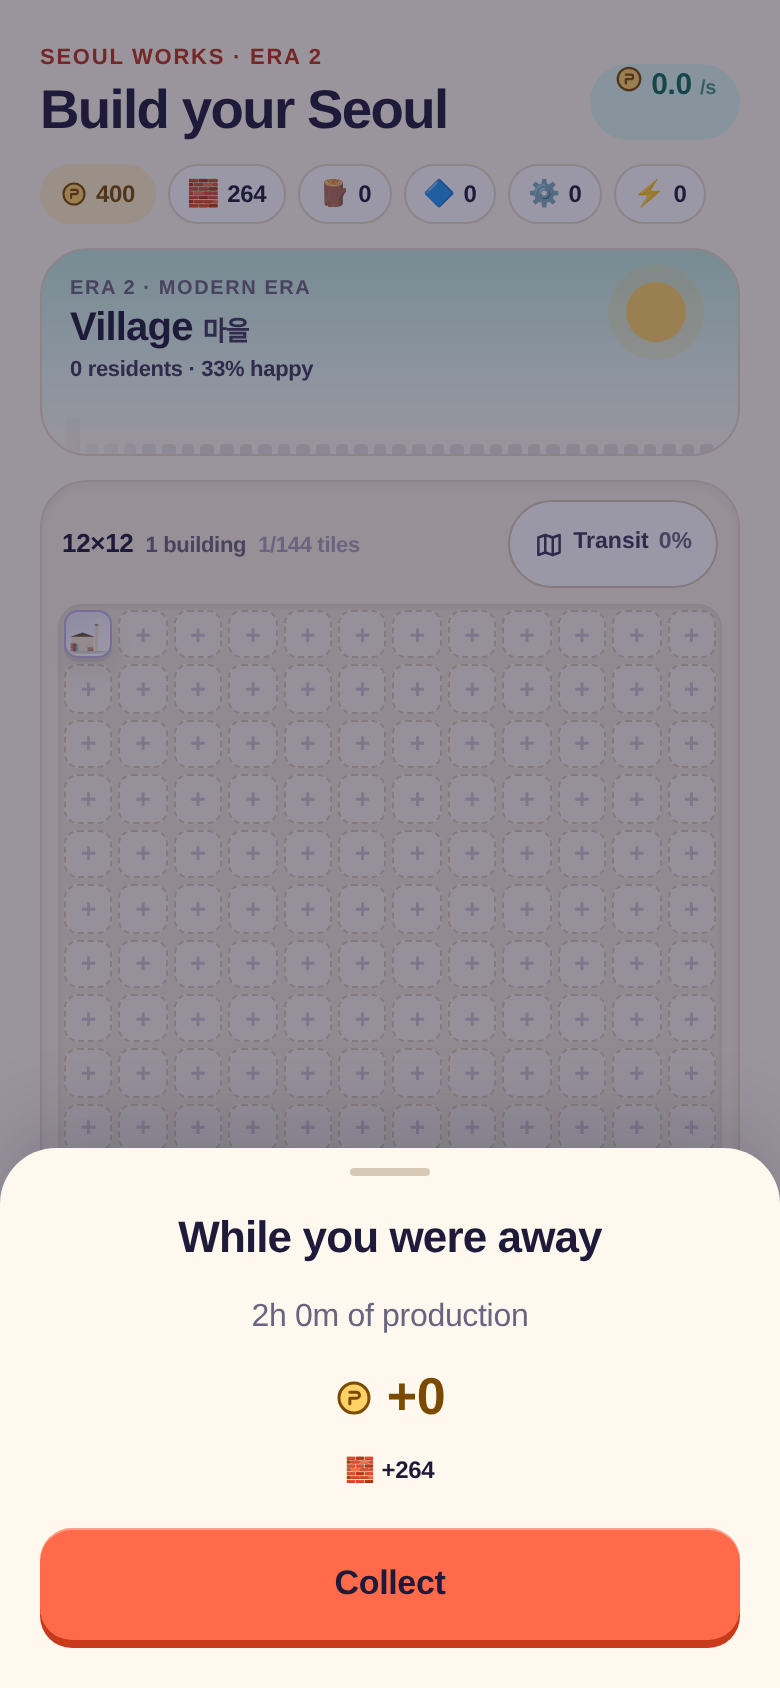 SEOUL WORKS · ERA 2
Build your Seoul
0.0 /s
400 264 0 0 0 0
ERA 2 · MODERN ERA
Village 마을
0 residents · 33% happy
12×12 1 building 1/144 tiles
Transit 0%
While you were away
2h 0m of production
+0
+264
Collect